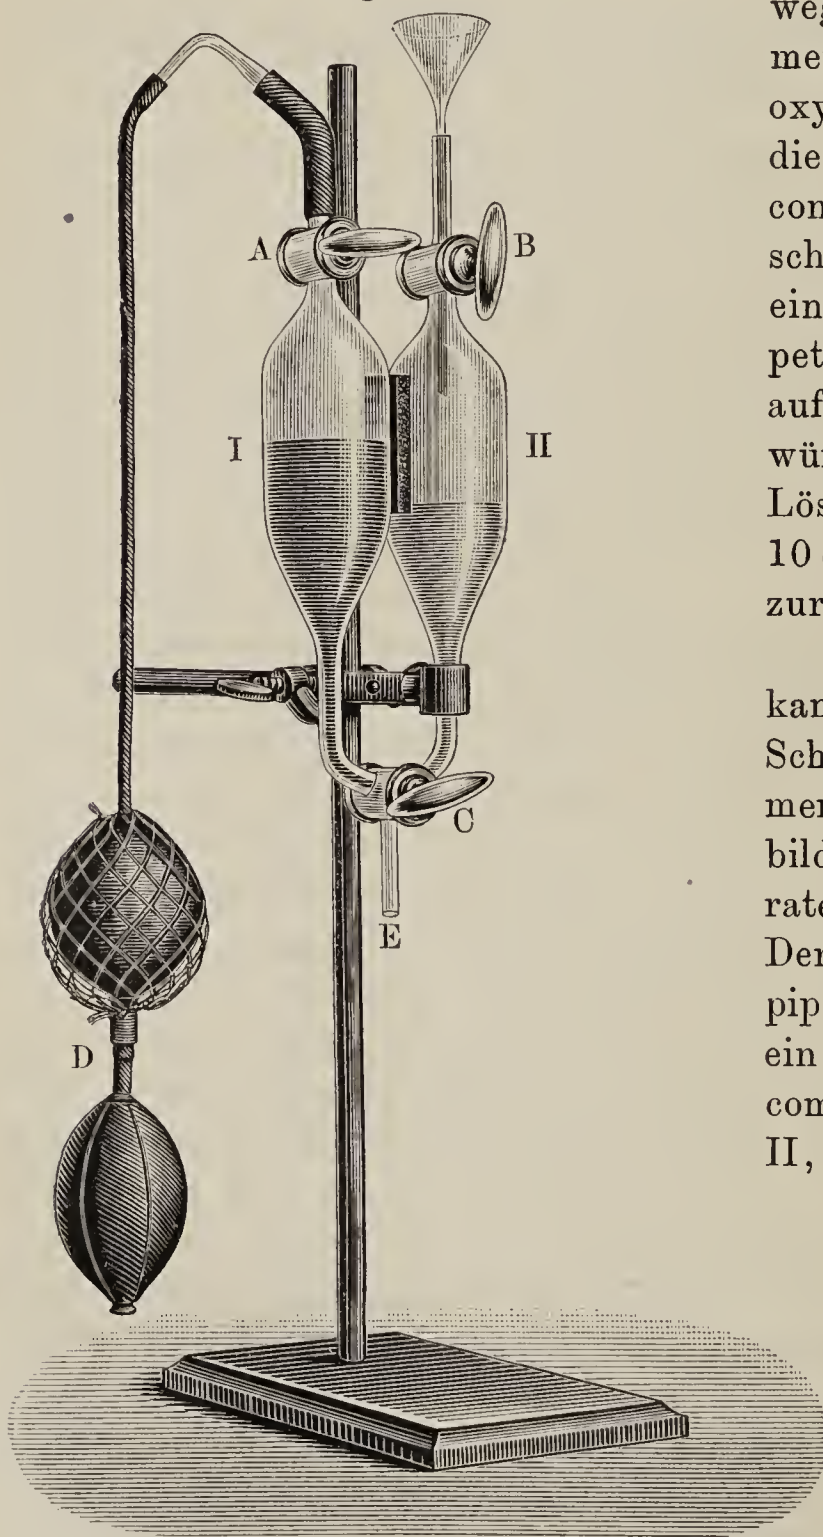 A
B
I
II
C
E
D
weg
me
oxy
die
con
sch
ein
pet
auf
wür
Lös
10
zur
kan
Sch
mer
bild
rate
Der
pip
ein
com
II,